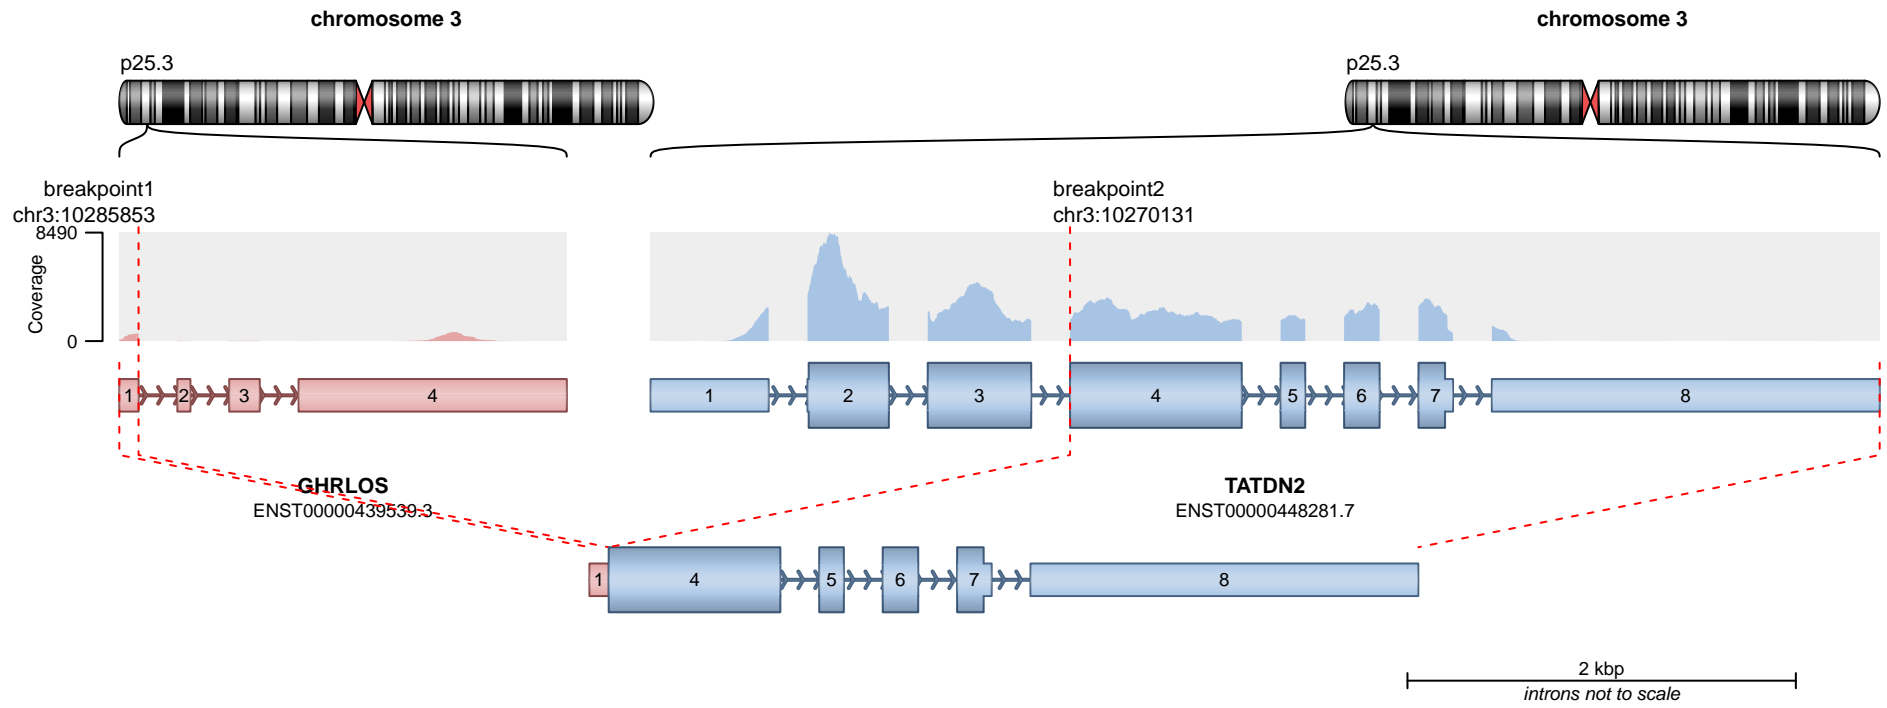 chromosome 3
chromosome 3
p25.3
p25.3
breakpoint1
chr3:10285853
breakpoint2
chr3:10270131
8490
Coverage
0
1 2 3 4
1 2 3 4 5 6 7 8
GHRLOS
ENST00000439539.3
TATDN2
ENST00000448281.7
1 4 5 6 7 8
2 kbp
introns not to scale